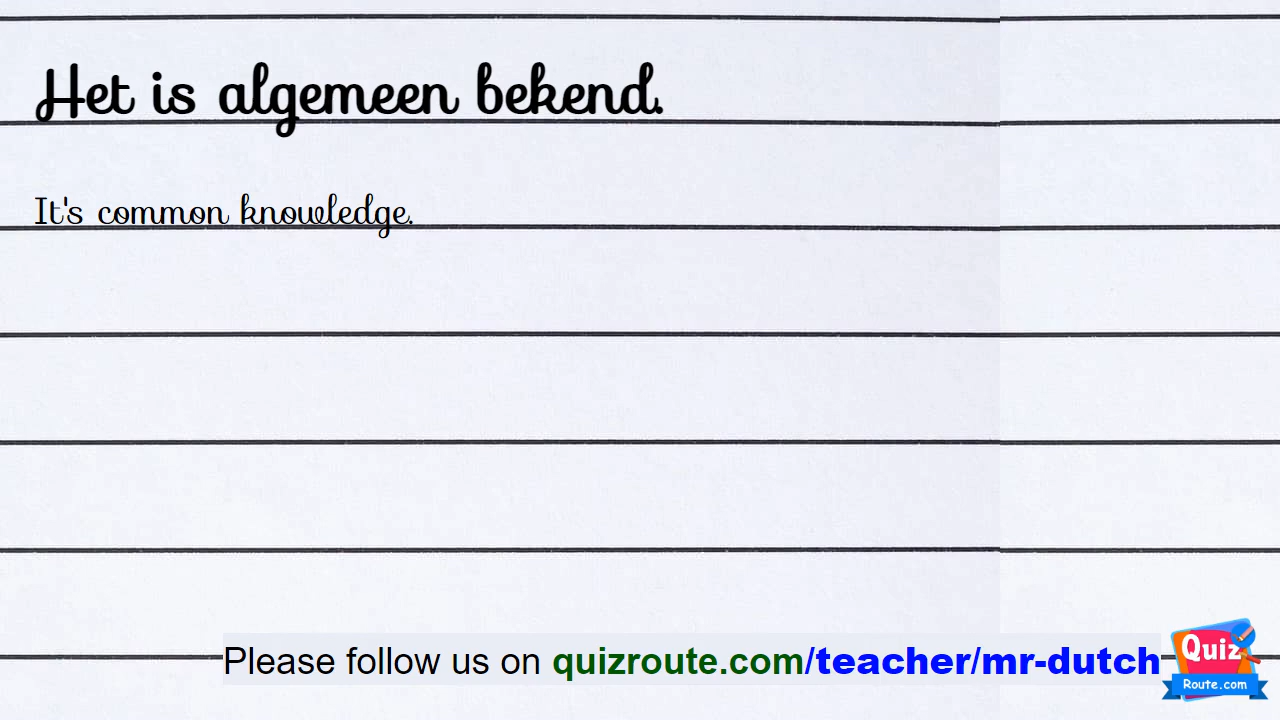 Het is algemeen bekend.
It's common knowledge.
Please follow us on quizroute.com/teacher/mr-dutch
Quiz
Route.com